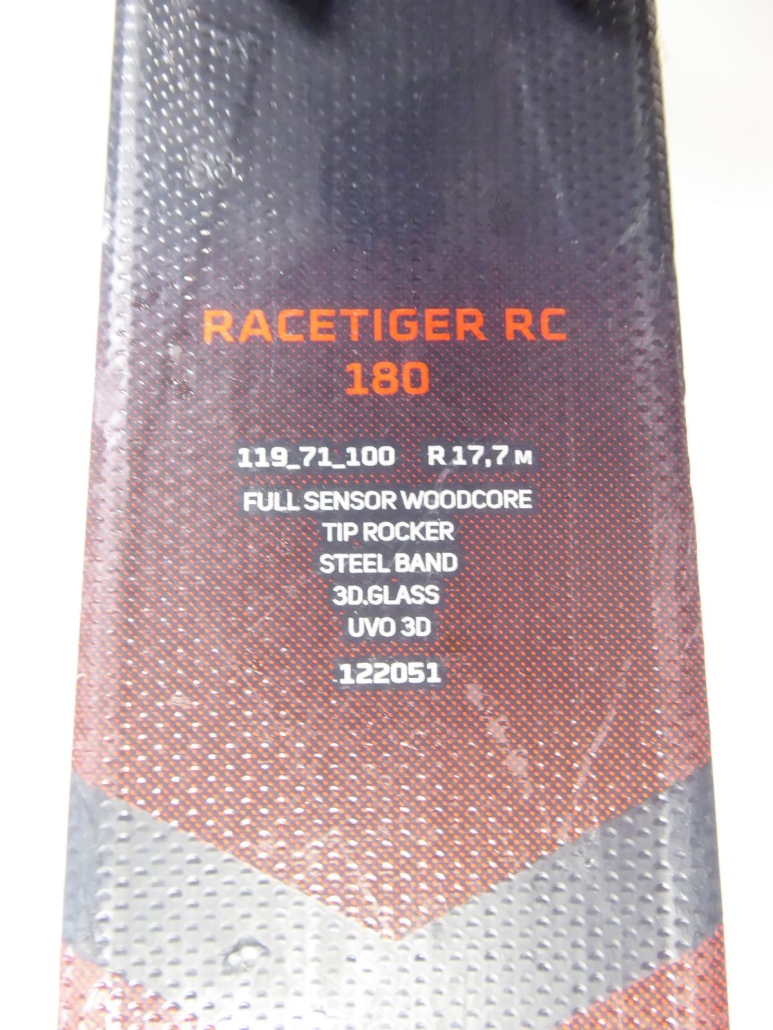 RACETIGER RC
180
119_71_100 R 17,7 M
FULL SENSOR WOODCORE
TIP ROCKER
STEEL BAND
3D.GLASS
UVO 3D
122051